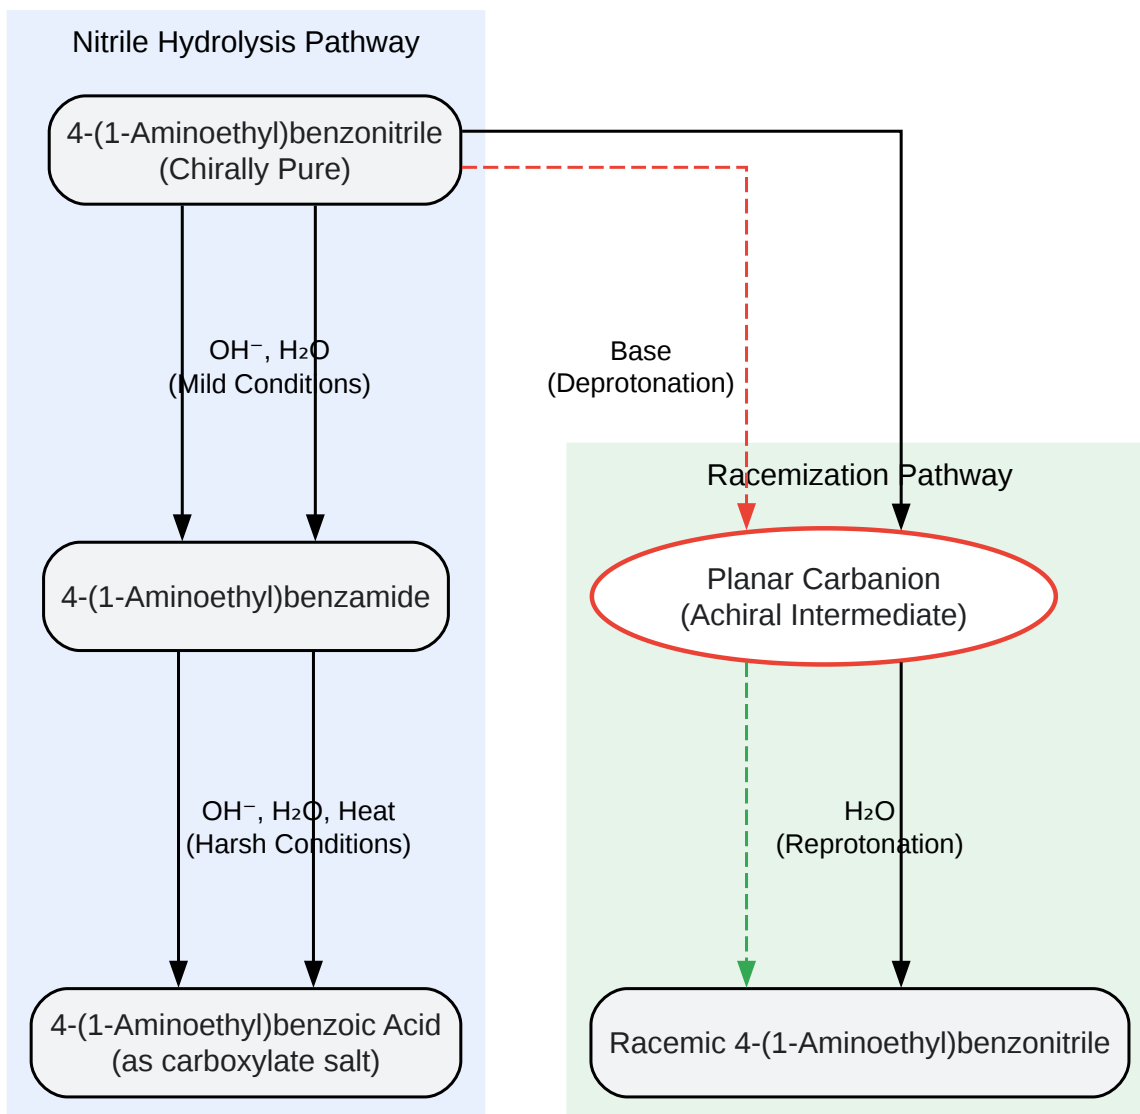 Nitrile Hydrolysis Pathway
4-(1-Aminoethyl)benzonitrile
(Chirally Pure)
OH⁻, H₂O
(Mild Conditions)
Base
(Deprotonation)
Racemization Pathway
4-(1-Aminoethyl)benzamide
Planar Carbanion
(Achiral Intermediate)
OH⁻, H₂O, Heat
(Harsh Conditions)
H₂O
(Reprotonation)
4-(1-Aminoethyl)benzoic Acid
(as carboxylate salt)
Racemic 4-(1-Aminoethyl)benzonitrile